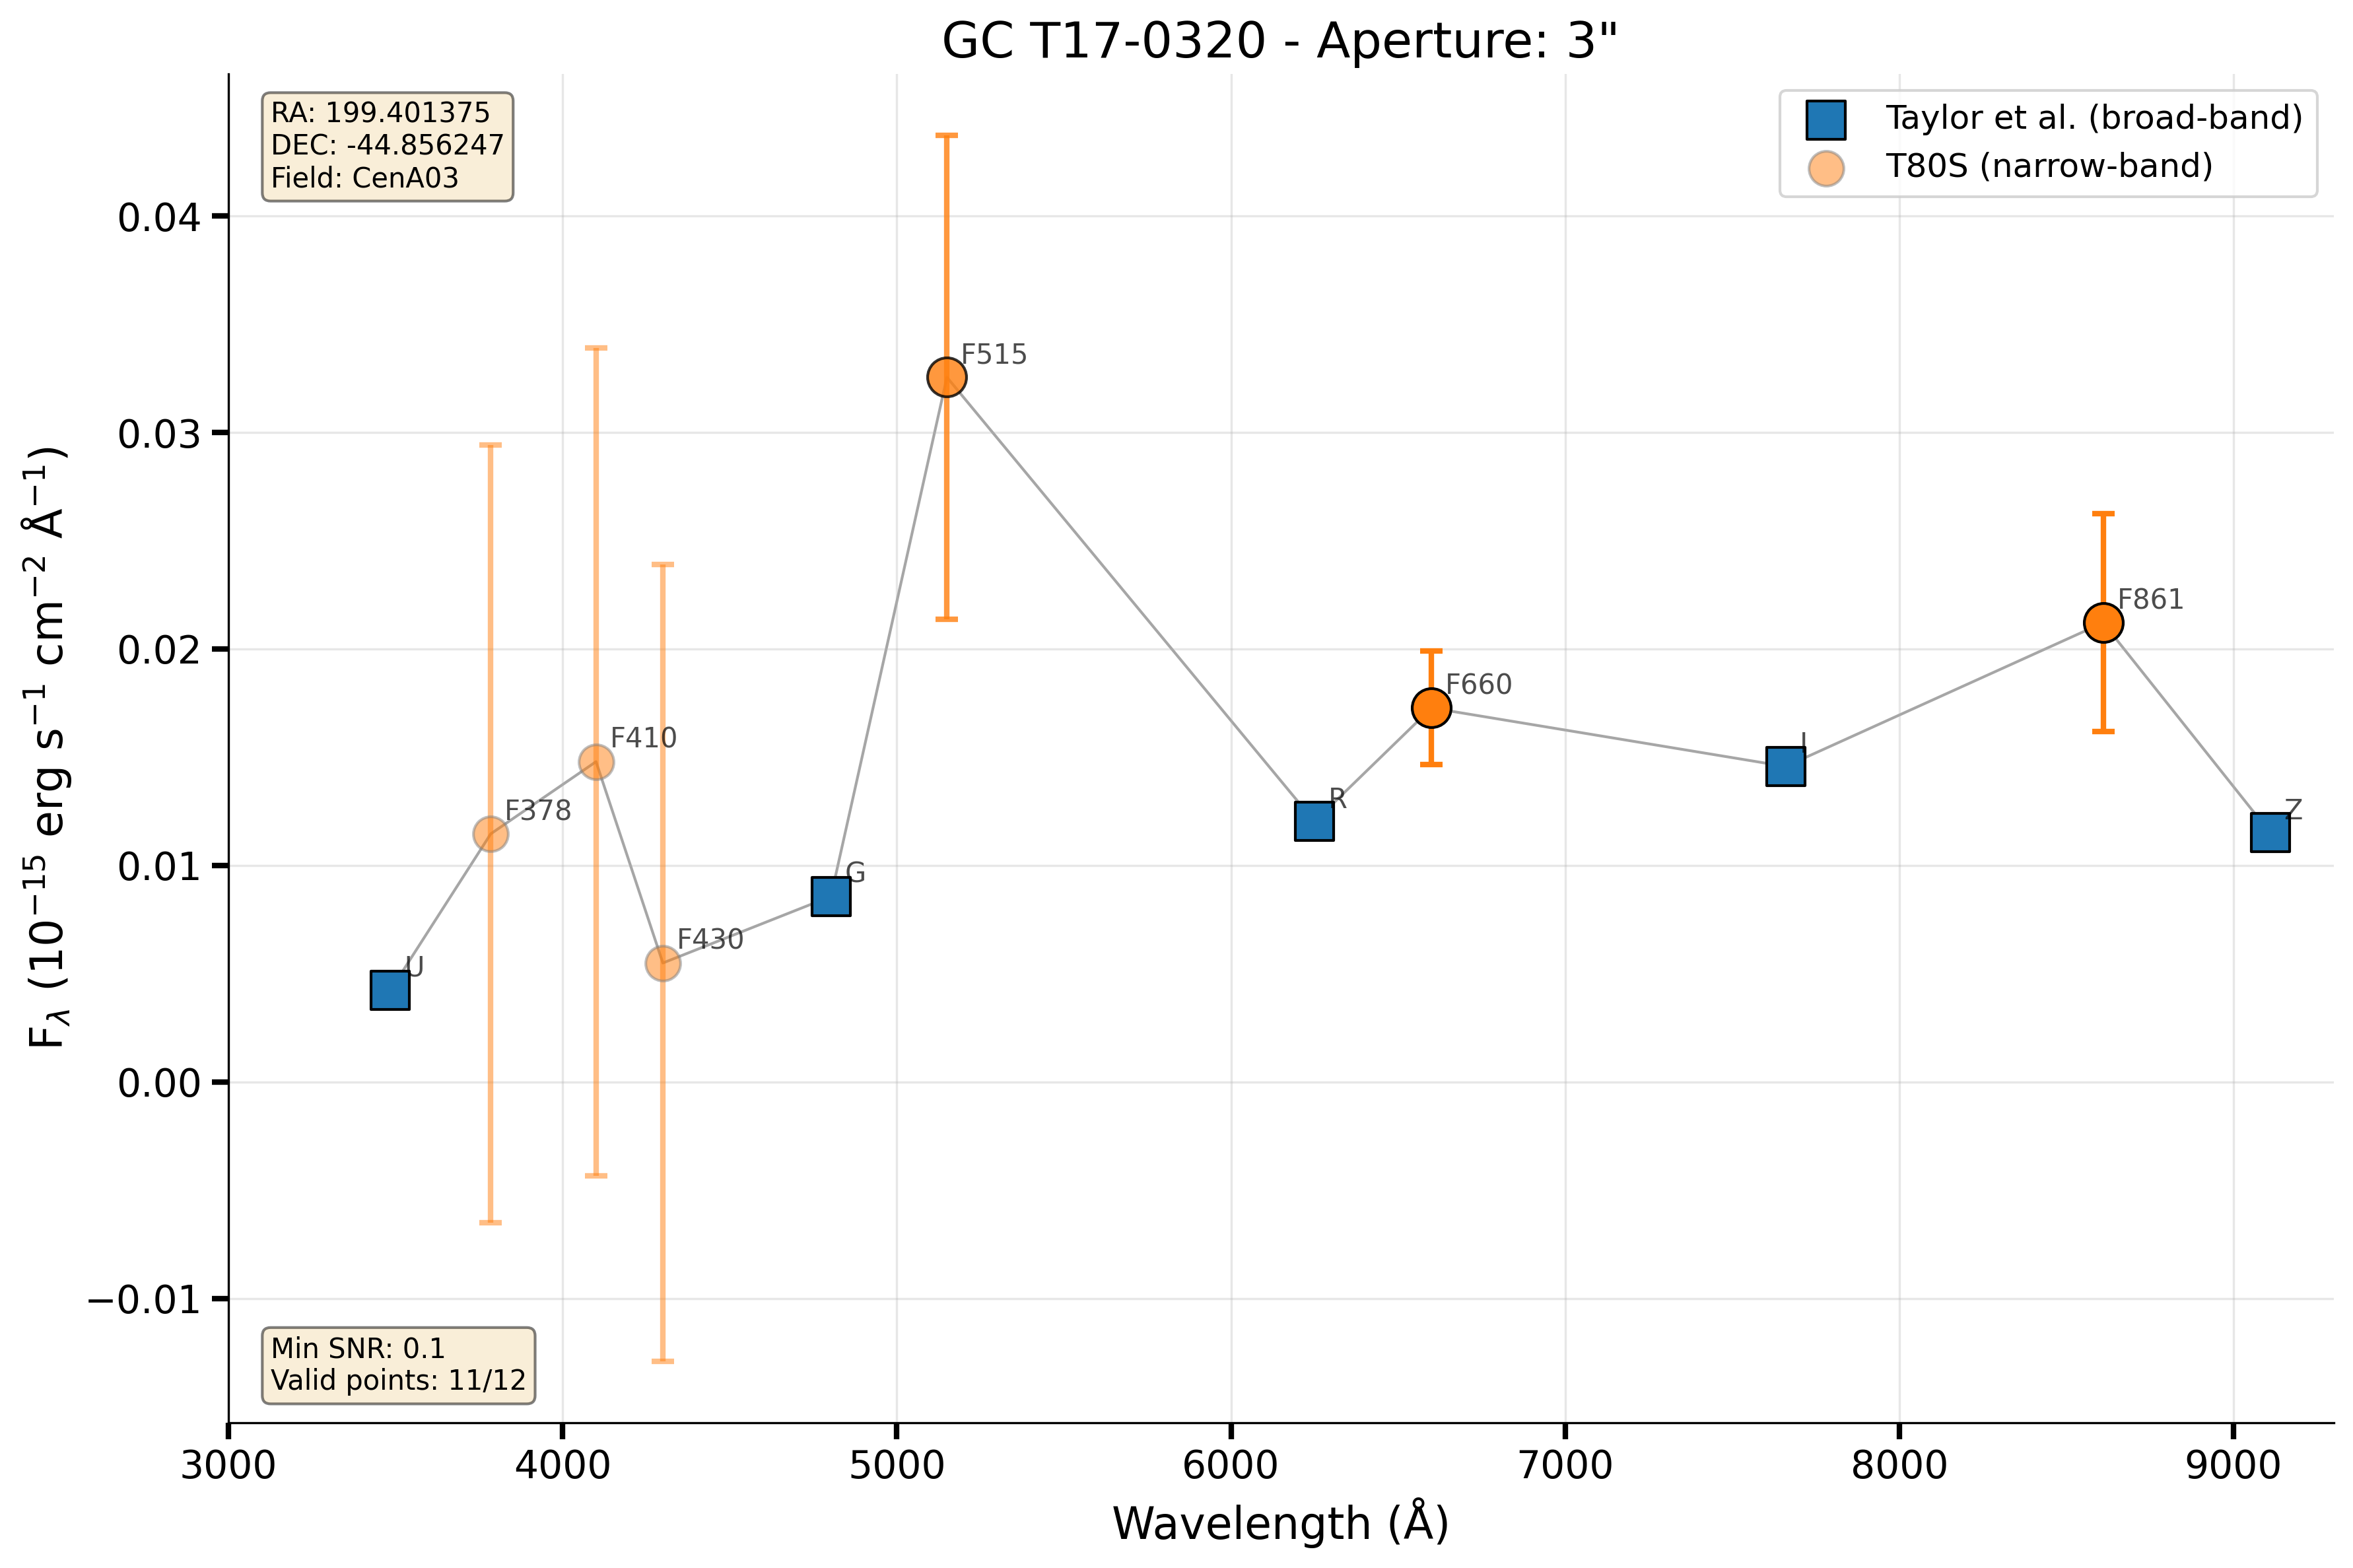 GC T17-0320 - Aperture: 3"
RA: 199.401375
DEC: -44.856247
Field: CenA03
Taylor et al. (broad-band)
T80S (narrow-band)
F_λ (10⁻¹⁵ erg s⁻¹ cm⁻² Å⁻¹)
0.04
0.03
0.02
0.01
0.00
−0.01
U
F378
F410
F430
G
F515
R
F660
I
F861
Z
Min SNR: 0.1
Valid points: 11/12
3000
4000
5000
6000
7000
8000
9000
Wavelength (Å)